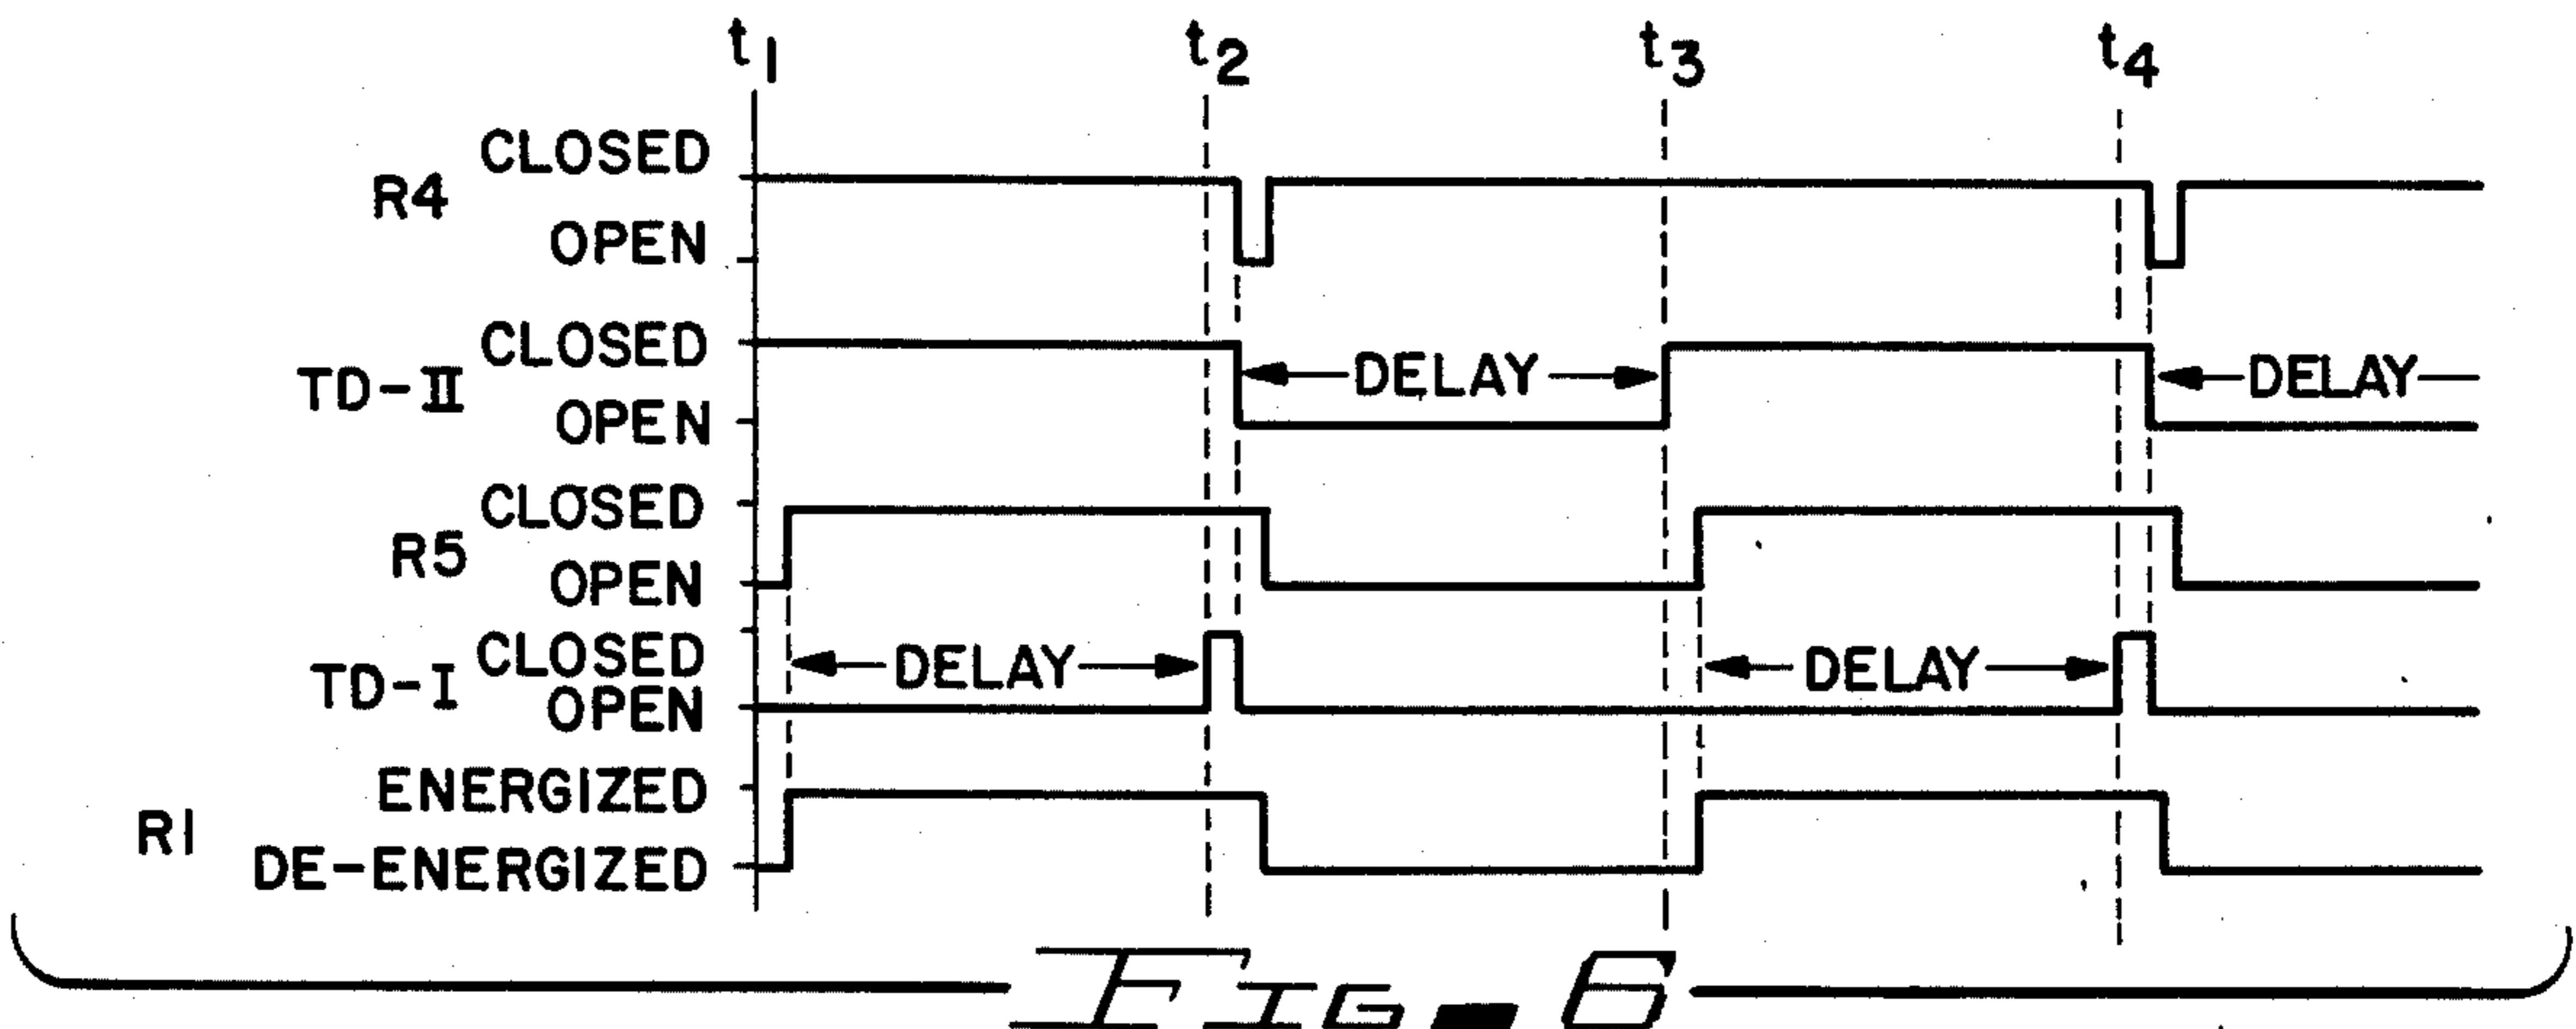 t1 t2 t3 t4
CLOSED
R4
OPEN
CLOSED
TD-II DELAY DELAY
OPEN
CLOSED
R5
OPEN
CLOSED
TD-I DELAY DELAY
OPEN
ENERGIZED
R1
DE-ENERGIZED
FIG. 6